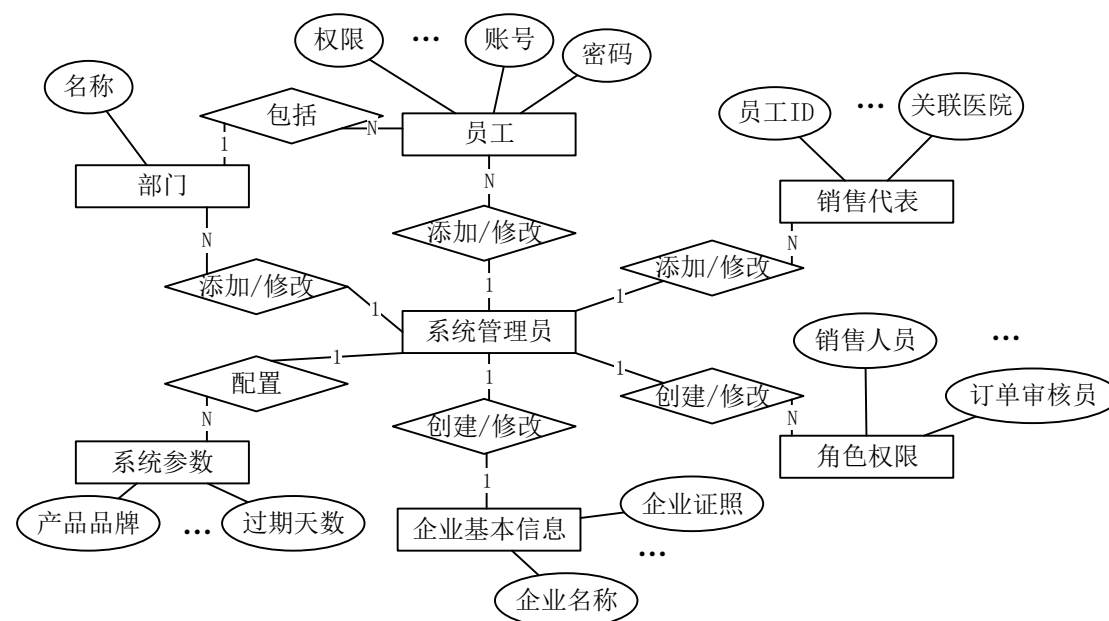 权限
…
账号
密码
名称
包括
1
N
员工
部门
员工ID
…
关联医院
销售代表
N
添加/修改
1
N
添加/修改
1
N
添加/修改
1
系统管理员
销售人员
…
订单审核员
1
配置
N
1
创建/修改
1
1
创建/修改
N
角色权限
系统参数
产品品牌
…
过期天数
企业基本信息
企业证照
…
企业名称